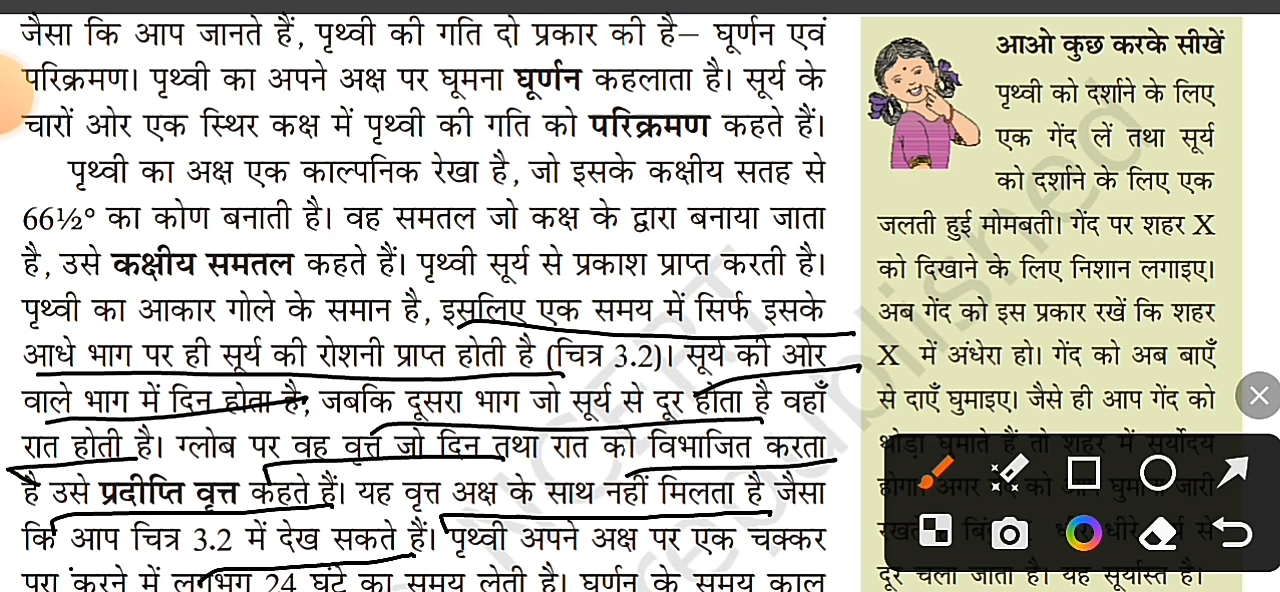 जैसा कि आप जानते हैं, पृथ्वी की गति दो प्रकार की है– घूर्णन एवं
परिक्रमण। पृथ्वी का अपने अक्ष पर घूमना घूर्णन कहलाता है। सूर्य के
चारों ओर एक स्थिर कक्ष में पृथ्वी की गति को परिक्रमण कहते हैं।
पृथ्वी का अक्ष एक काल्पनिक रेखा है, जो इसके कक्षीय सतह से
66½° का कोण बनाती है। वह समतल जो कक्ष के द्वारा बनाया जाता
है, उसे कक्षीय समतल कहते हैं। पृथ्वी सूर्य से प्रकाश प्राप्त करती है।
पृथ्वी का आकार गोले के समान है, इसलिए एक समय में सिर्फ इसके
आधे भाग पर ही सूर्य की रोशनी प्राप्त होती है (चित्र 3.2)। सूर्य की ओर
वाले भाग में दिन होता है, जबकि दूसरा भाग जो सूर्य से दूर होता है वहाँ
रात होती है। ग्लोब पर वह वृत्त जो दिन तथा रात को विभाजित करता
है उसे प्रदीप्ति वृत्त कहते हैं। यह वृत्त अक्ष के साथ नहीं मिलता है जैसा
कि आप चित्र 3.2 में देख सकते हैं। पृथ्वी अपने अक्ष पर एक चक्कर
पूरा करने में लगभग 24 घंटे का समय लेती है। घूर्णन के समय काल
आओ कुछ करके सीखें
पृथ्वी को दर्शाने के लिए
एक गेंद लें तथा सूर्य
को दर्शाने के लिए एक
जलती हुई मोमबती। गेंद पर शहर X
को दिखाने के लिए निशान लगाइए।
अब गेंद को इस प्रकार रखें कि शहर
X में अंधेरा हो। गेंद को अब बाएँ
से दाएँ घुमाइए। जैसे ही आप गेंद को
थोड़ा घुमाते हैं तो शहर में सूर्योदय
होगा अगर को आप घुमा जारी
रखते धीरे
दूर चला जाता है। यह सूर्यास्त है।